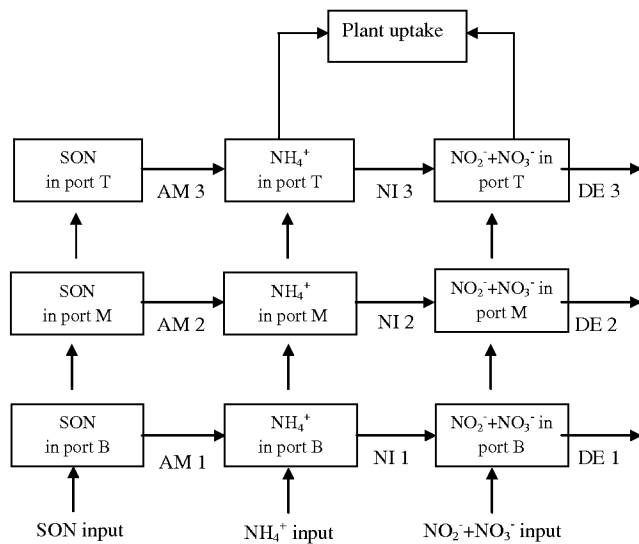 Plant uptake
SON
in port T
AM 3
NH₄⁺
in port T
NI 3
NO₂⁻+NO₃⁻ in
port T
DE 3
SON
in port M
AM 2
NH₄⁺
in port M
NI 2
NO₂⁻+NO₃⁻ in
port M
DE 2
SON
in port B
AM 1
NH₄⁺
in port B
NI 1
NO₂⁻+NO₃⁻ in
port B
DE 1
SON input
NH₄⁺ input
NO₂⁻+NO₃⁻ input